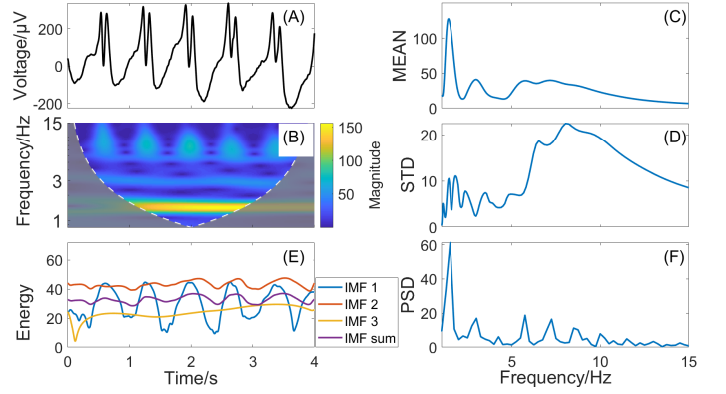 (A)
Voltage/μV
200
0
-200
(B)
Frequency/Hz
15
3
1
150
100
50
Magnitude
(E)
Energy
60
40
20
0
0 1 2 3 4
Time/s
IMF 1
IMF 2
IMF 3
IMF sum
(C)
MEAN
100
50
0
(D)
STD
20
10
0
(F)
PSD
60
40
20
0
5 10 15
Frequency/Hz